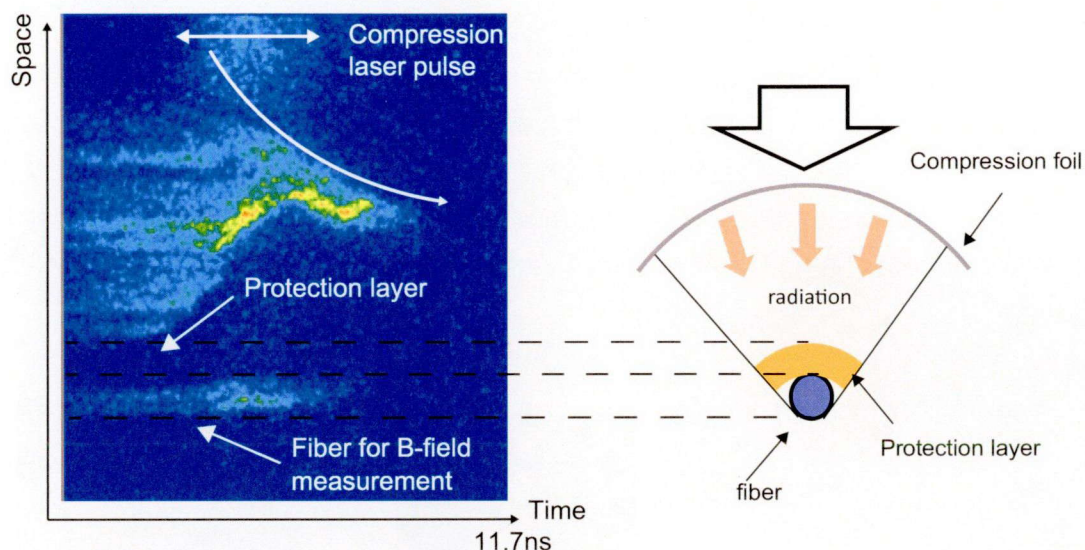 Space
Compression
laser pulse
Protection layer
Fiber for B-field
measurement
Time
11.7ns
Compression foil
radiation
Protection layer
fiber